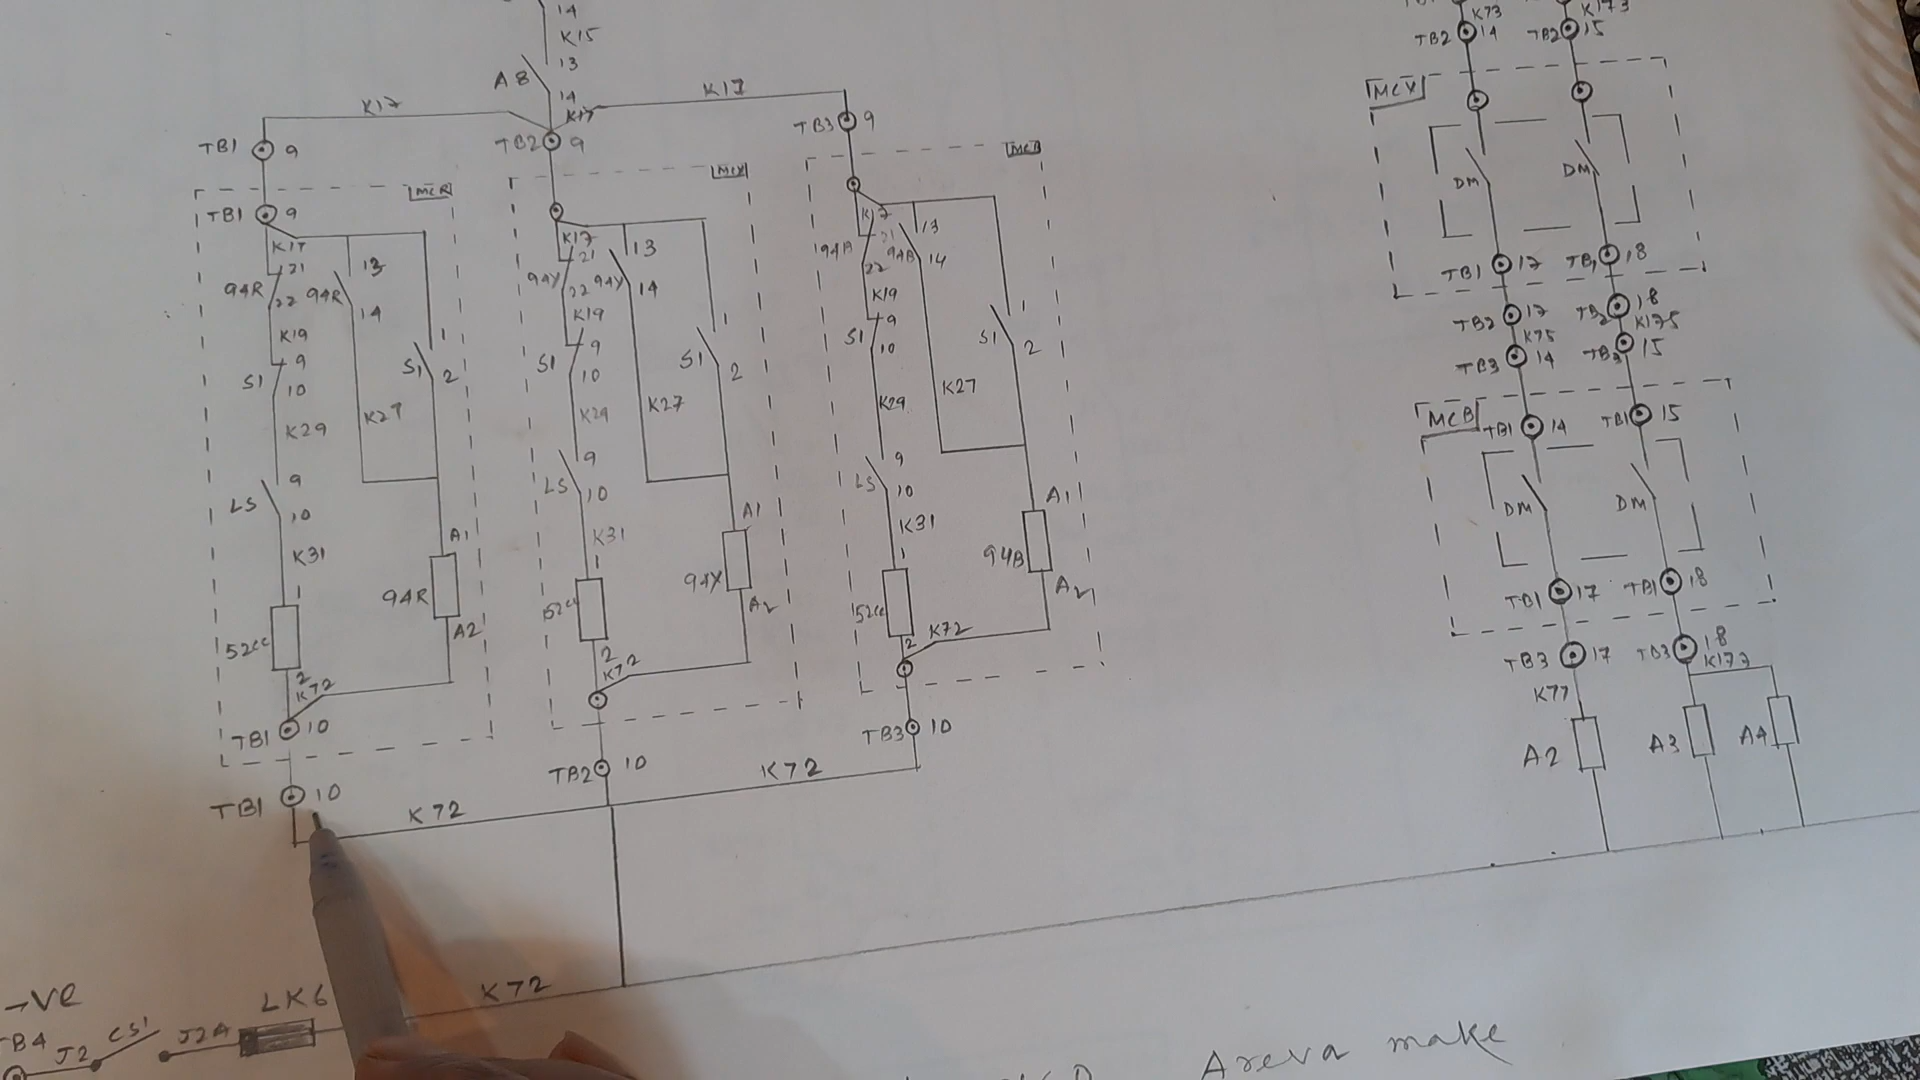 14
K15
13
A8
14
K17
K17
K17
TB1 9
TB2 9
TB3 9
MCR
TB1 9
K17
21
94R
22
94R
13
14
K19
9
S1
10
S1
1
2
K29
K27
9
LS
10
K31
1
A1
94R
A2
52cc
2
K72
TB1 10
TB1 10
MCY
K17
21
94Y
22
94Y
13
14
K19
9
S1
10
S1
1
2
K29
K27
9
LS
10
K31
1
A1
94Y
A2
52cc
2
K72
TB2 10
MCB
K17
21
94B
22
94B
13
14
K19
9
S1
10
S1
1
2
K29
K27
9
LS
10
K31
1
A1
94B
A2
52cc
2
K72
TB3 10
K72
K72
-VE
TB4
J2
CS1
J2A
LK6
K72
Areva make
K73
K173
TB2 14
TB2 15
MCY
DM
DM
TB1 17
TB1 18
TB2 17
TB2 18
K75
K175
TB3 14
TB3 15
MCB
TB1 14
TB1 15
DM
DM
TB1 17
TB1 18
TB3 17
TB3 18
K77
K177
A2
A3
A4